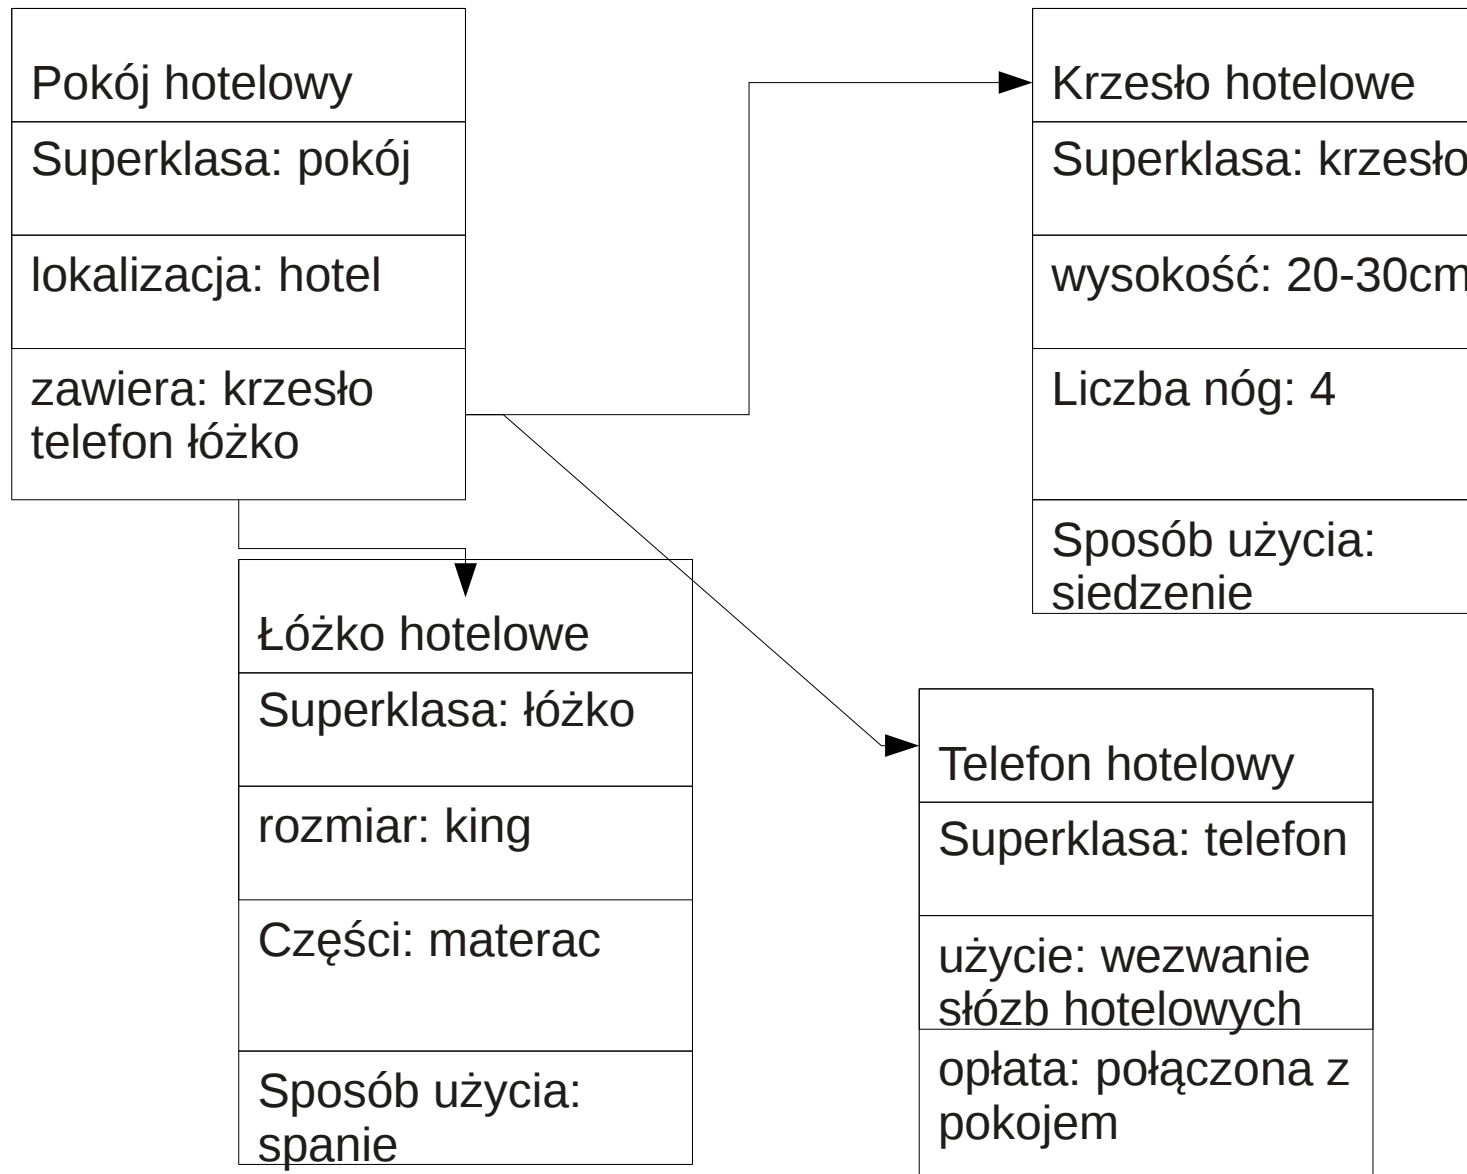 Pokój hotelowy
Superklasa: pokój
lokalizacja: hotel
zawiera: krzesło
telefon łóżko
Krzesło hotelowe
Superklasa: krzesło
wysokość: 20-30cm
Liczba nóg: 4
Sposób użycia:
siedzenie
Łóżko hotelowe
Superklasa: łóżko
rozmiar: king
Części: materac
Sposób użycia:
spanie
Telefon hotelowy
Superklasa: telefon
użycie: wezwanie
słózb hotelowych
opłata: połączona z
pokojem